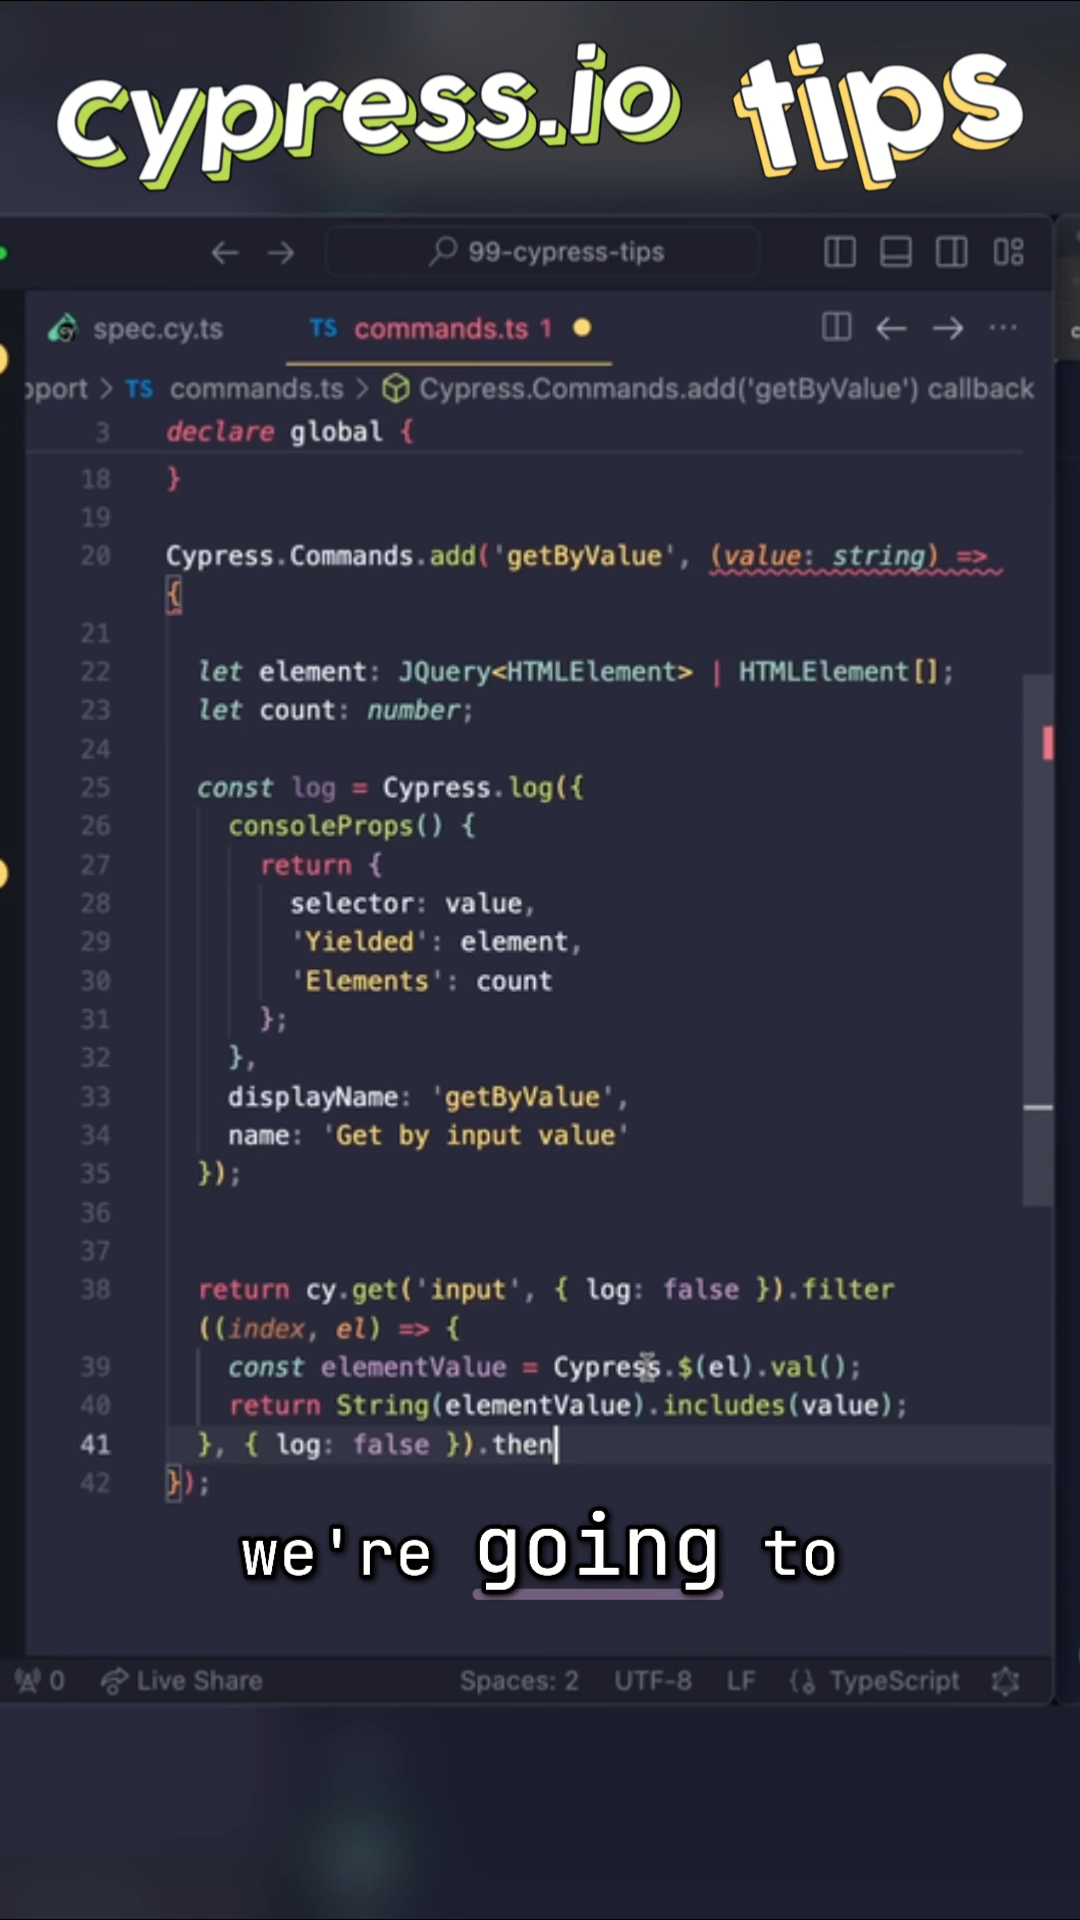 cypress.io tips
99-cypress-tips
spec.cy.ts
TS commands.ts 1
pport > TS commands.ts > Cypress.Commands.add('getByValue') callback
3 declare global {
18 }
19
20 Cypress.Commands.add('getByValue', (value: string) =>
{
21
22 let element: JQuery<HTMLElement> | HTMLElement[];
23 let count: number;
24
25 const log = Cypress.log({
26 consoleProps() {
27 return {
28 selector: value,
29 'Yielded': element,
30 'Elements': count
31 };
32 },
33 displayName: 'getByValue',
34 name: 'Get by input value'
35 });
36
37
38 return cy.get('input', { log: false }).filter
((index, el) => {
39 const elementValue = Cypress.$(el).val();
40 return String(elementValue).includes(value);
41 }, { log: false }).then
42 });
we're going to
0 Live Share Spaces: 2 UTF-8 LF {} TypeScript